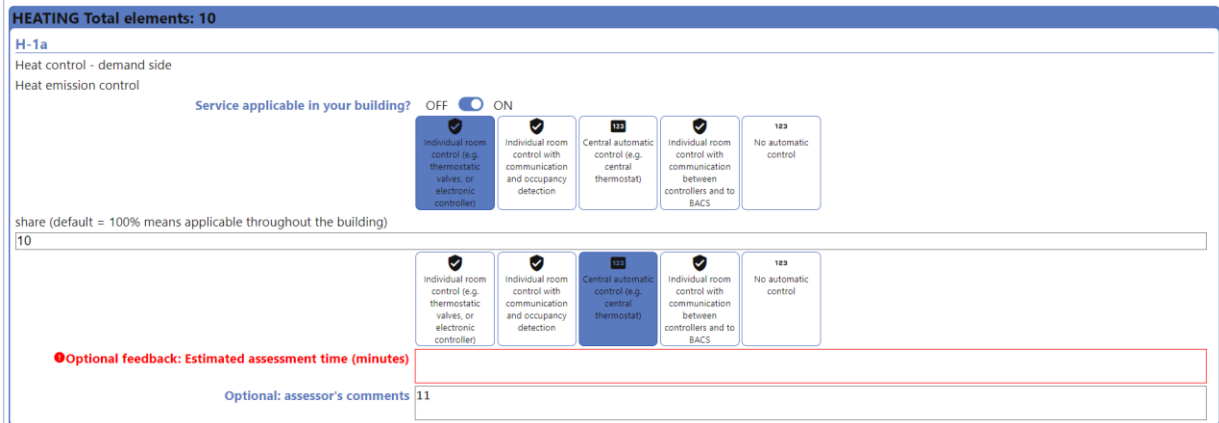 HEATING Total elements: 10
H-1a
Heat control - demand side
Heat emission control
Service applicable in your building? OFF ON
Individual room control (e.g. thermostatic valves, or electronic controller)
Individual room control with communication and occupancy detection
123
Central automatic control (e.g. central thermostat)
Individual room control with communication between controllers and to BACS
123
No automatic control
share (default = 100% means applicable throughout the building)
10
Individual room control (e.g. thermostatic valves, or electronic controller)
Individual room control with communication and occupancy detection
123
Central automatic control (e.g. central thermostat)
Individual room control with communication between controllers and to BACS
123
No automatic control
Optional feedback: Estimated assessment time (minutes)
Optional: assessor's comments 11